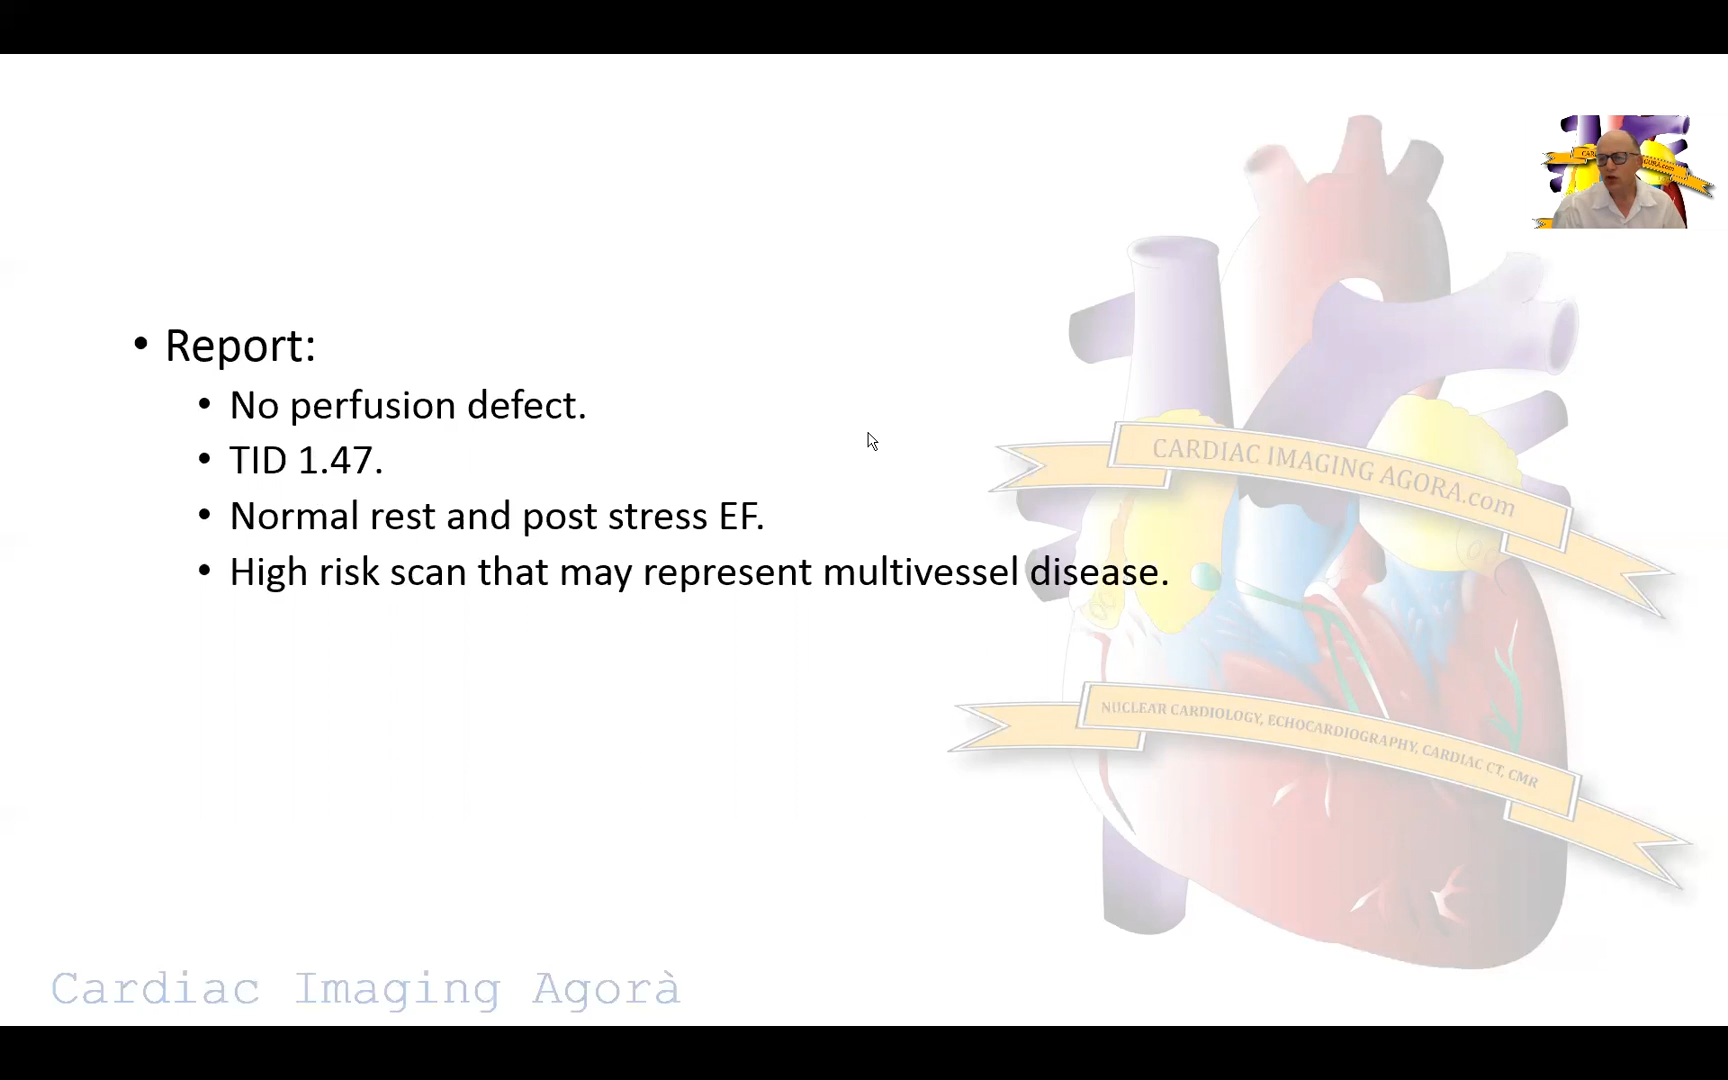 • Report:
• No perfusion defect.
• TID 1.47.
• Normal rest and post stress EF.
• High risk scan that may represent multivessel disease.
CARDIAC IMAGING AGORA.com
NUCLEAR CARDIOLOGY, ECHOCARDIOGRAPHY, CARDIAC CT, CMR
Cardiac Imaging Agorà